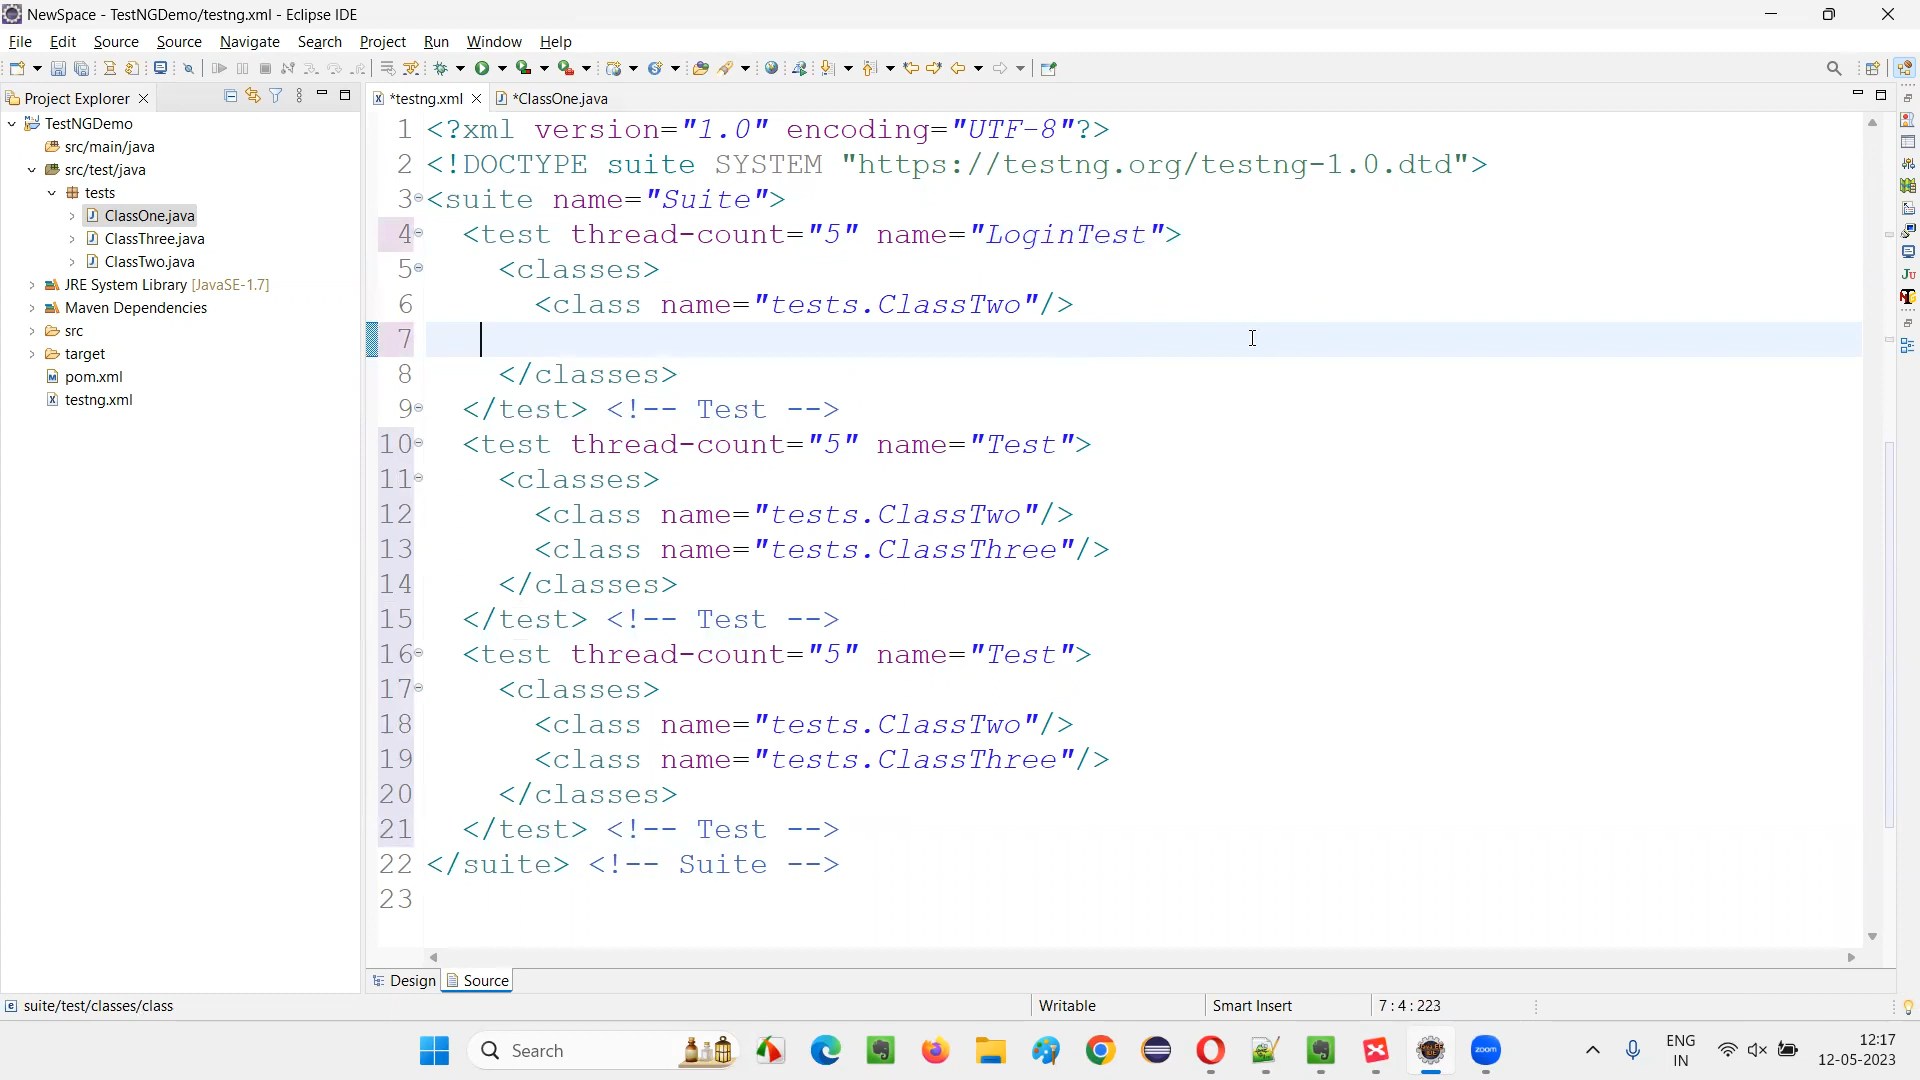 NewSpace - TestNGDemo/testng.xml - Eclipse IDE
File Edit Source Source Navigate Search Project Run Window Help
Project Explorer
*testng.xml
*ClassOne.java
TestNGDemo
src/main/java
src/test/java
tests
ClassOne.java
ClassThree.java
ClassTwo.java
JRE System Library [JavaSE-1.7]
Maven Dependencies
src
target
pom.xml
testng.xml
1 <?xml version="1.0" encoding="UTF-8"?>
2 <!DOCTYPE suite SYSTEM "https://testng.org/testng-1.0.dtd">
3 <suite name="Suite">
4 <test thread-count="5" name="LoginTest">
5 <classes>
6 <class name="tests.ClassTwo"/>
7
8 </classes>
9 </test> <!-- Test -->
10 <test thread-count="5" name="Test">
11 <classes>
12 <class name="tests.ClassTwo"/>
13 <class name="tests.ClassThree"/>
14 </classes>
15 </test> <!-- Test -->
16 <test thread-count="5" name="Test">
17 <classes>
18 <class name="tests.ClassTwo"/>
19 <class name="tests.ClassThree"/>
20 </classes>
21 </test> <!-- Test -->
22 </suite> <!-- Suite -->
23
Design Source
suite/test/classes/class
Writable
Smart Insert
7 : 4 : 223
Search
zoom
ENG
IN
12:17
12-05-2023